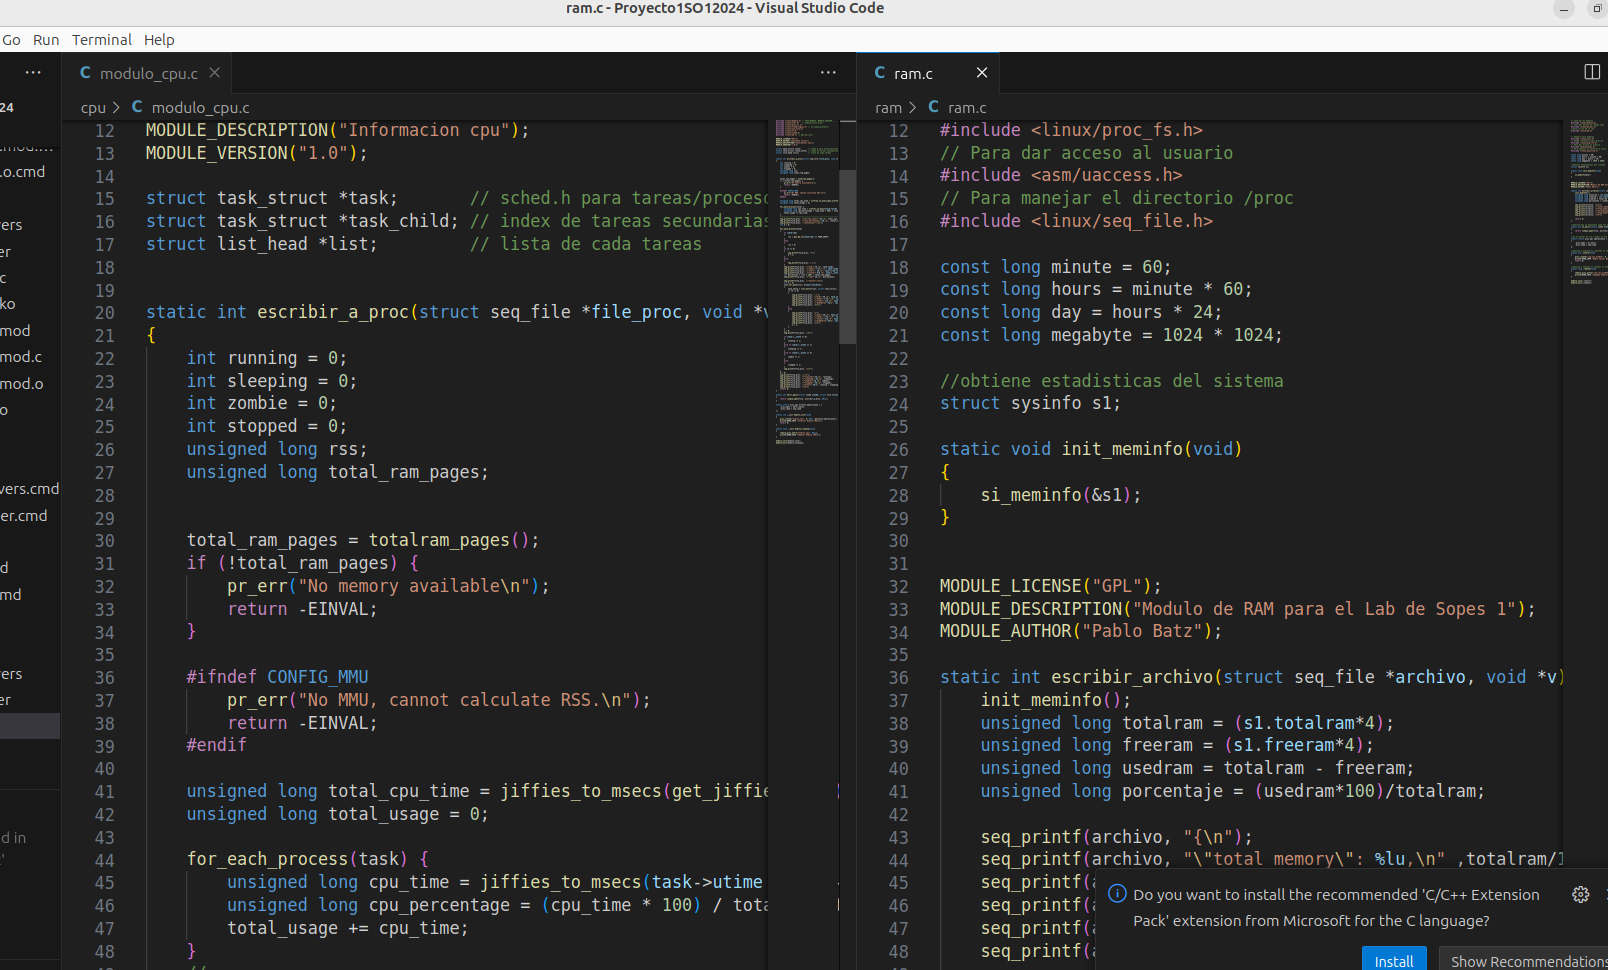 ram.c - Proyecto1SO12024 - Visual Studio Code
Go Run Terminal Help
24
.o.cmd
vers
er
c
ko
mod
mod.c
mod.o
o
vers.cmd
er.cmd
d
md
ers
er
d in
modulo_cpu.c
cpu > C modulo_cpu.c
12 MODULE_DESCRIPTION("Informacion cpu");
13 MODULE_VERSION("1.0");
14
15 struct task_struct *task; // sched.h para tareas/proceso
16 struct task_struct *task_child; // index de tareas secundarias
17 struct list_head *list; // lista de cada tareas
18
19
20 static int escribir_a_proc(struct seq_file *file_proc, void *v
21 {
22 int running = 0;
23 int sleeping = 0;
24 int zombie = 0;
25 int stopped = 0;
26 unsigned long rss;
27 unsigned long total_ram_pages;
28
29
30 total_ram_pages = totalram_pages();
31 if (!total_ram_pages) {
32 pr_err("No memory available\n");
33 return -EINVAL;
34 }
35
36 #ifndef CONFIG_MMU
37 pr_err("No MMU, cannot calculate RSS.\n");
38 return -EINVAL;
39 #endif
40
41 unsigned long total_cpu_time = jiffies_to_msecs(get_jiffie
42 unsigned long total_usage = 0;
43
44 for_each_process(task) {
45 unsigned long cpu_time = jiffies_to_msecs(task->utime
46 unsigned long cpu_percentage = (cpu_time * 100) / tota
47 total_usage += cpu_time;
48 }
//
C ram.c
ram > C ram.c
12 #include <linux/proc_fs.h>
13 // Para dar acceso al usuario
14 #include <asm/uaccess.h>
15 // Para manejar el directorio /proc
16 #include <linux/seq_file.h>
17
18 const long minute = 60;
19 const long hours = minute * 60;
20 const long day = hours * 24;
21 const long megabyte = 1024 * 1024;
22
23 //obtiene estadisticas del sistema
24 struct sysinfo s1;
25
26 static void init_meminfo(void)
27 {
28 si_meminfo(&s1);
29 }
30
31
32 MODULE_LICENSE("GPL");
33 MODULE_DESCRIPTION("Modulo de RAM para el Lab de Sopes 1");
34 MODULE_AUTHOR("Pablo Batz");
35
36 static int escribir_archivo(struct seq_file *archivo, void *v)
37 init_meminfo();
38 unsigned long totalram = (s1.totalram*4);
39 unsigned long freeram = (s1.freeram*4);
40 unsigned long usedram = totalram - freeram;
41 unsigned long porcentaje = (usedram*100)/totalram;
42
43 seq_printf(archivo, "{\n");
44 seq_printf(archivo, "\"total memory\": %lu,\n" ,totalram/1
45 seq_printf(a
46 seq_printf(a
47 seq_printf(a
48 seq_printf(a
Do you want to install the recommended 'C/C++ Extension
Pack' extension from Microsoft for the C language?
Install Show Recommendations